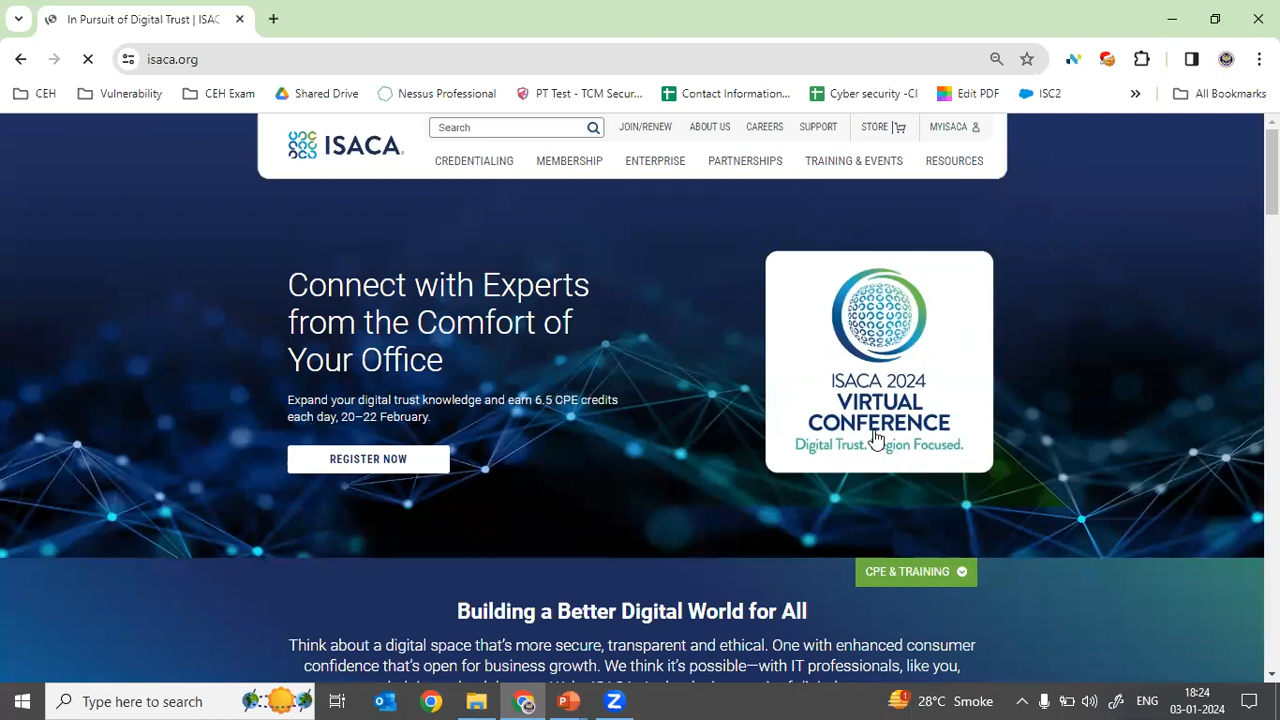 In Pursuit of Digital Trust | ISAC
isaca.org
CEH
Vulnerability
CEH Exam
Shared Drive
Nessus Professional
PT Test - TCM Secur...
Contact Information...
Cyber security -CI
Edit PDF
ISC2
All Bookmarks
ISACA.
Search
JOIN/RENEW
ABOUT US
CAREERS
SUPPORT
STORE
MYISACA
CREDENTIALING
MEMBERSHIP
ENTERPRISE
PARTNERSHIPS
TRAINING & EVENTS
RESOURCES
Connect with Experts
from the Comfort of
Your Office
Expand your digital trust knowledge and earn 6.5 CPE credits
each day, 20–22 February.
REGISTER NOW
ISACA 2024
VIRTUAL
CONFERENCE
Digital Trust. Region Focused.
CPE & TRAINING
Building a Better Digital World for All
Think about a digital space that's more secure, transparent and ethical. One with enhanced consumer
confidence that's open for business growth. We think it's possible—with IT professionals, like you,
Type here to search
1
28°C Smoke
ENG
18:24
03-01-2024